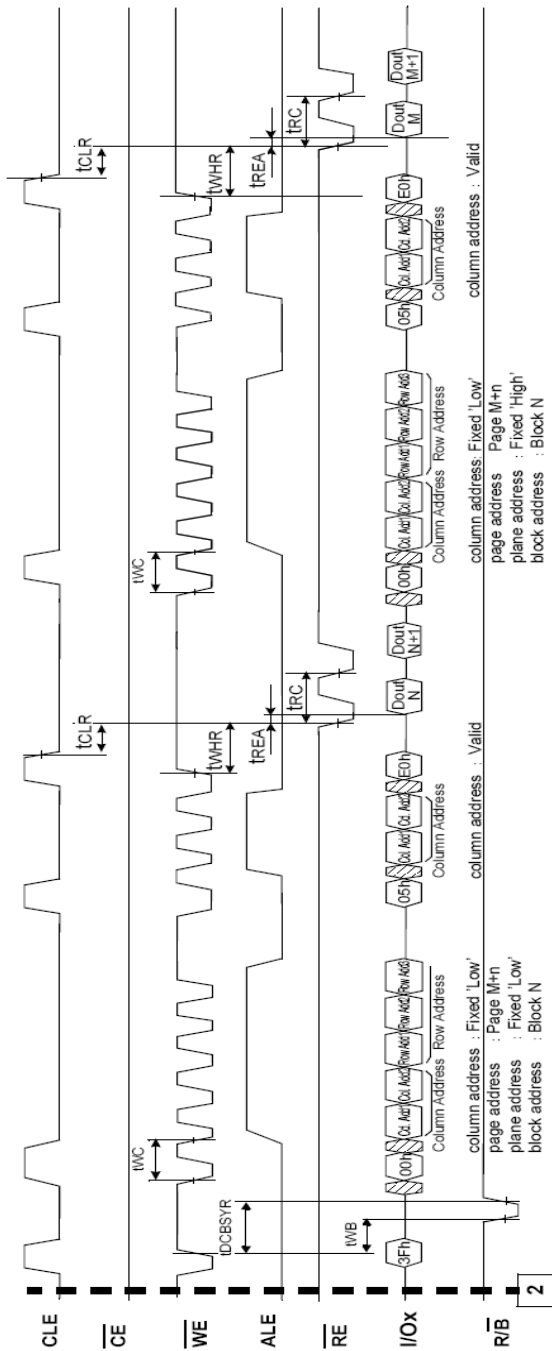 CLE
CE
WE
ALE
RE
I/Ox
R/B
2
tCLR
tCLR
tWC
tWC
tWHR
tWHR
tDCBSYR
tWB
tREA
tREA
tRC
tRC
3Fh
00h
Col. Add1
Col. Add2
Row Add1
Row Add2
Row Add3
Column Address
Row Address
05h
Col. Add1
Col. Add2
Column Address
E0h
Dout N
Dout N+1
00h
Col. Add1
Col. Add2
Row Add1
Row Add2
Row Add3
Column Address
Row Address
05h
Col. Add1
Col. Add2
Column Address
E0h
Dout M
Dout M+1
column address : Fixed 'Low'
page address : Page M+n
plane address : Fixed 'Low'
block address : Block N
column address : Valid
column address: Fixed 'Low'
page address Page M+n
plane address : Fixed 'High'
block address : Block N
column address : Valid